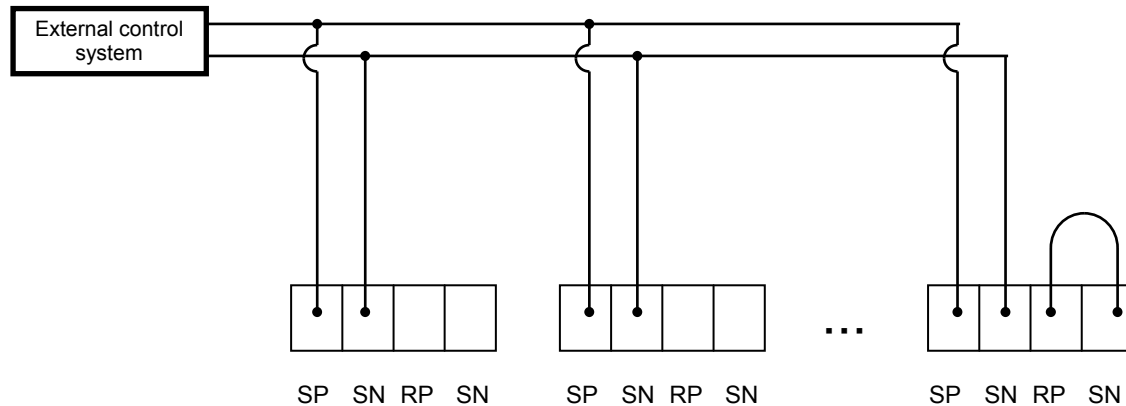 External control
system
...
SP SN RP SN SP SN RP SN SP SN RP SN